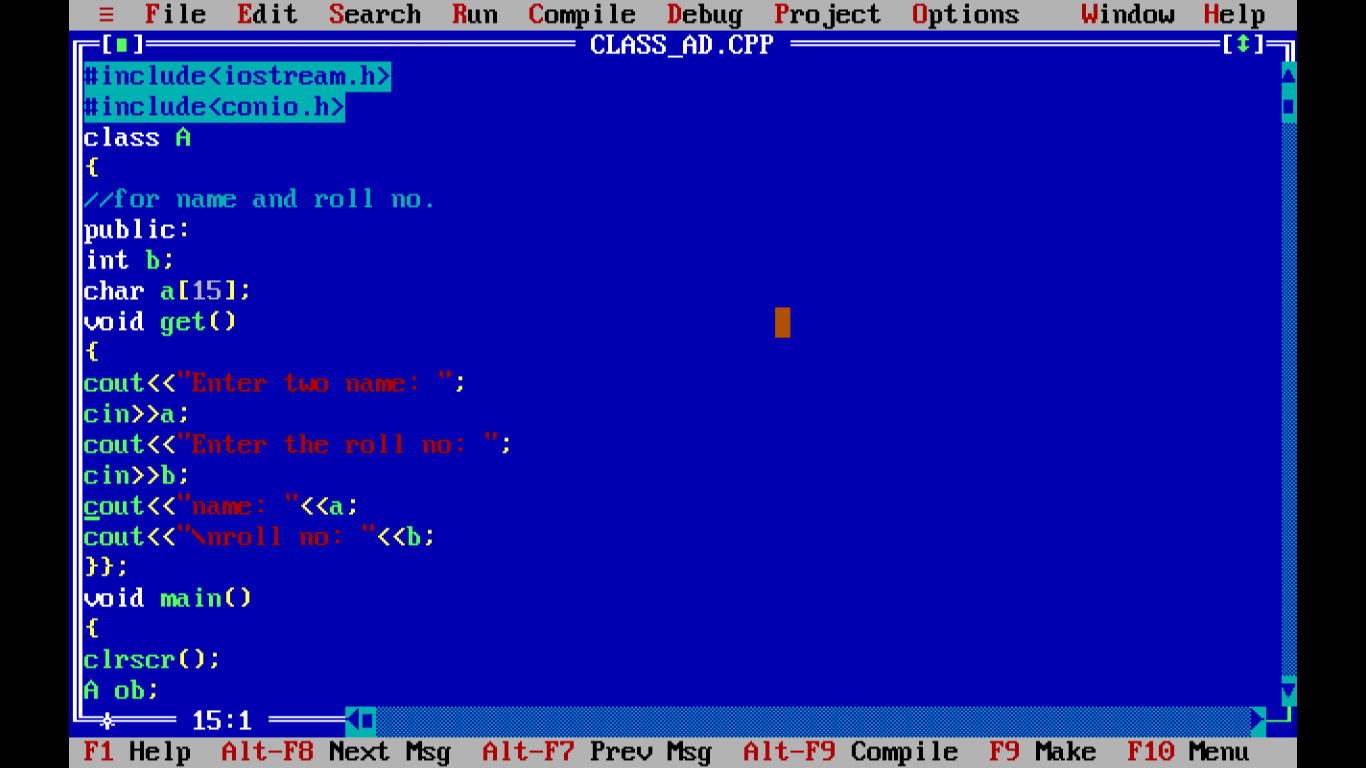 ≡ File Edit Search Run Compile Debug Project Options Window Help
[■] CLASS_AD.CPP [↕]
#include<iostream.h>
#include<conio.h>
class A
{
//for name and roll no.
public:
int b;
char a[15];
void get()
{
cout<<"Enter two name: ";
cin>>a;
cout<<"Enter the roll no: ";
cin>>b;
cout<<"name: "<<a;
cout<<"\nroll no: "<<b;
}};
void main()
{
clrscr();
A ob;
15:1
F1 Help Alt-F8 Next Msg Alt-F7 Prev Msg Alt-F9 Compile F9 Make F10 Menu